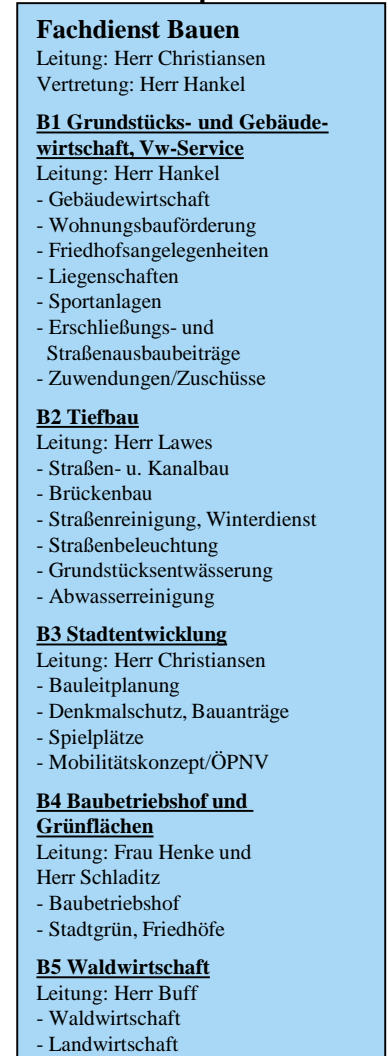 Fachdienst Bauen
Leitung: Herr Christiansen
Vertretung: Herr Hankel
B1 Grundstücks- und Gebäude-
wirtschaft, Vw-Service
Leitung: Herr Hankel
- Gebäudewirtschaft
- Wohnungsbauförderung
- Friedhofsangelegenheiten
- Liegenschaften
- Sportanlagen
- Erschließungs- und
Straßenausbaubeiträge
- Zuwendungen/Zuschüsse
B2 Tiefbau
Leitung: Herr Lawes
- Straßen- u. Kanalbau
- Brückenbau
- Straßenreinigung, Winterdienst
- Straßenbeleuchtung
- Grundstücksentwässerung
- Abwasserreinigung
B3 Stadtentwicklung
Leitung: Herr Christiansen
- Bauleitplanung
- Denkmalschutz, Bauanträge
- Spielplätze
- Mobilitätskonzept/ÖPNV
B4 Baubetriebshof und
Grünflächen
Leitung: Frau Henke und
Herr Schladitz
- Baubetriebshof
- Stadtgrün, Friedhöfe
B5 Waldwirtschaft
Leitung: Herr Buff
- Waldwirtschaft
- Landwirtschaft